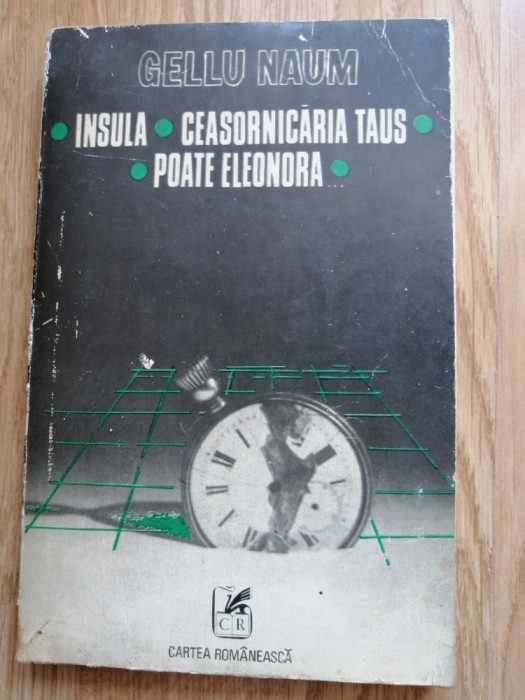 GELLU NAUM
• INSULA • CEASORNICĂRIA TAUS •
• POATE ELEONORA... •
CR
CARTEA ROMÂNEASCĂ